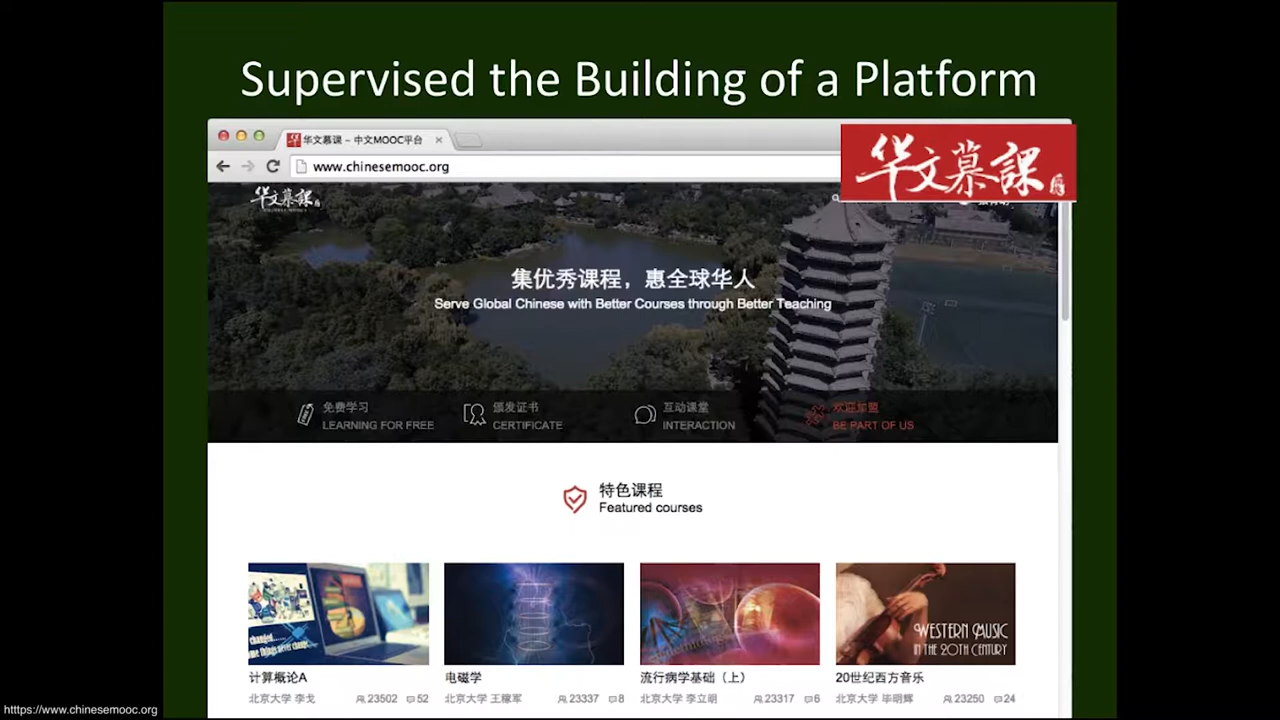 Supervised the Building of a Platform
华文慕课 - 中文MOOC平台
www.chinesemooc.org
华文慕課
华文慕課
集优秀课程，惠全球华人
Serve Global Chinese with Better Courses through Better Teaching
免费学习
LEARNING FOR FREE
颁发证书
CERTIFICATE
互动课堂
INTERACTION
欢迎加盟
BE PART OF US
特色课程
Featured courses
WESTERN MUSIC
IN THE 20TH CENTURY
计算概论A
北京大学 李戈 23502 52
电磁学
北京大学 王稼军 23337 8
流行病学基础（上）
北京大学 李立明 23317 6
20世纪西方音乐
北京大学 毕明辉 23250 24
htttps://www.chinesemooc.org